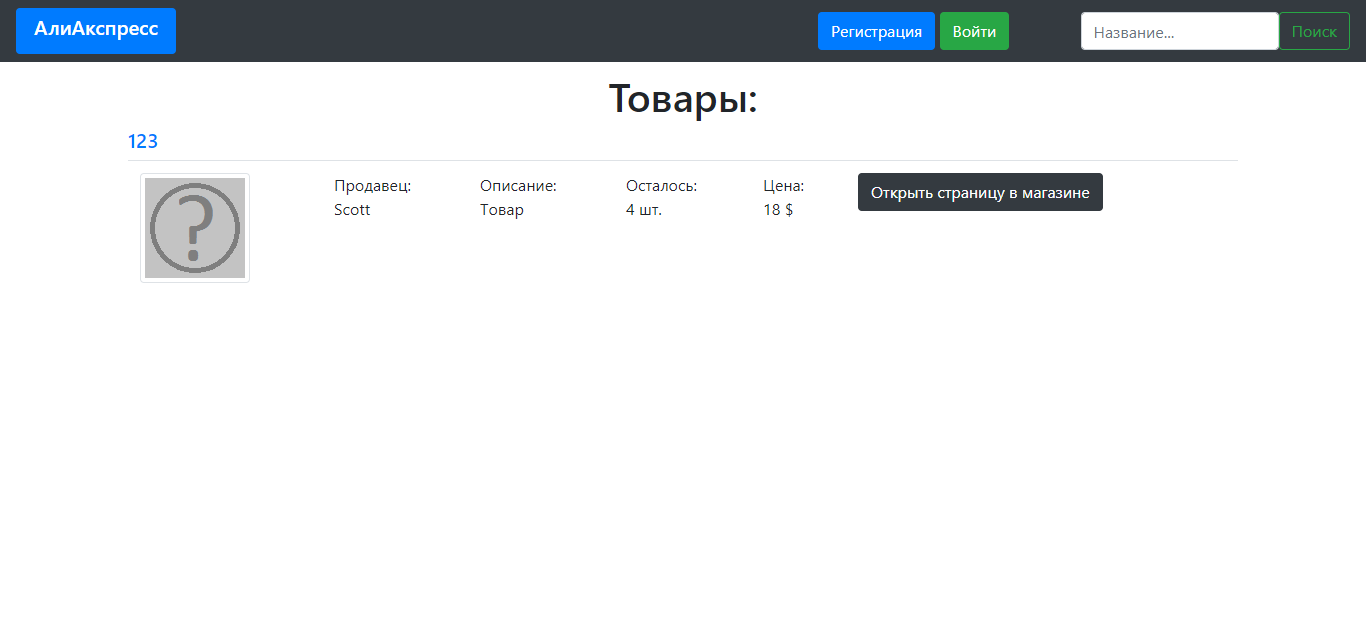 АлиАкспресс
Регистрация
Войти
Название...
Поиск
Товары:
123
Продавец:
Scott
Описание:
Товар
Осталось:
4 шт.
Цена:
18 $
Открыть страницу в магазине
?